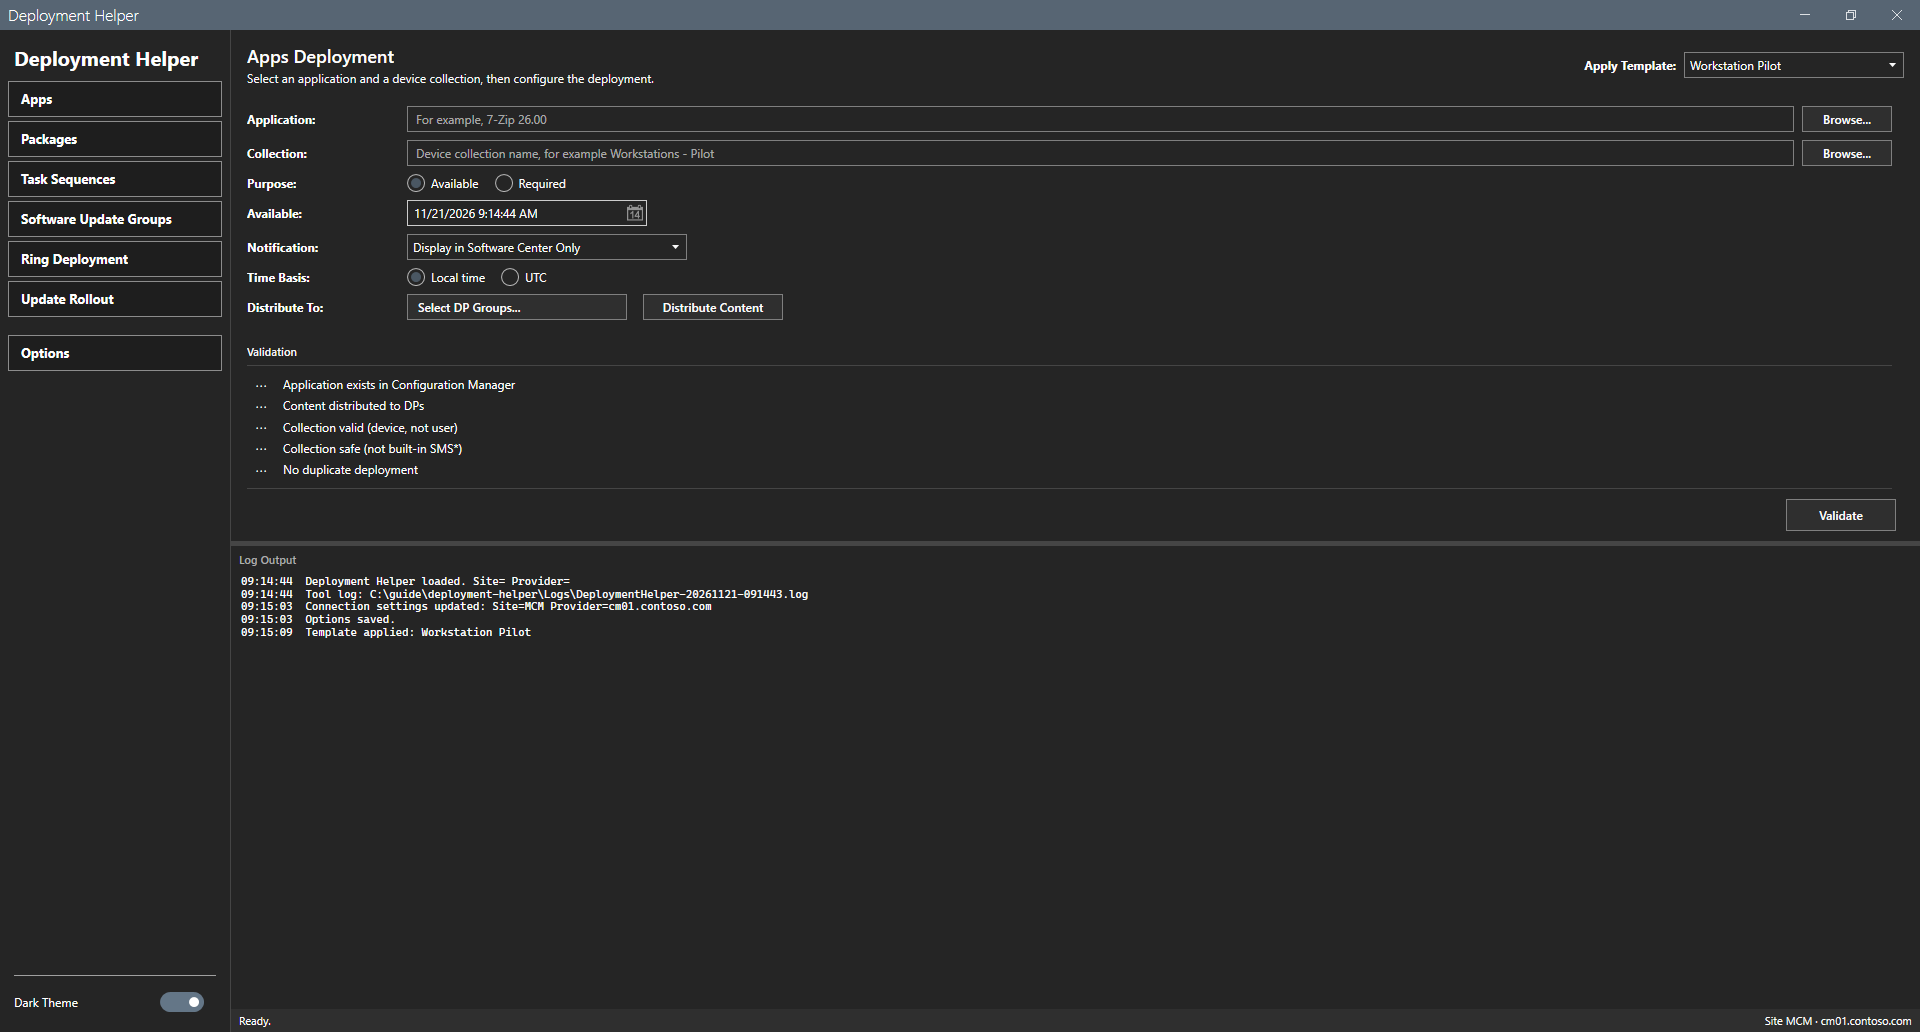 Deployment Helper
Deployment Helper
Apps
Packages
Task Sequences
Software Update Groups
Ring Deployment
Update Rollout
Options
Dark Theme
Apps Deployment
Select an application and a device collection, then configure the deployment.
Apply Template: Workstation Pilot
Application: For example, 7-Zip 26.00 Browse...
Collection: Device collection name, for example Workstations - Pilot Browse...
Purpose: Available Required
Available: 11/21/2026 9:14:44 AM 14
Notification: Display in Software Center Only
Time Basis: Local time UTC
Distribute To: Select DP Groups... Distribute Content
Validation
... Application exists in Configuration Manager
... Content distributed to DPs
... Collection valid (device, not user)
... Collection safe (not built-in SMS*)
... No duplicate deployment
Validate
Log Output
09:14:44 Deployment Helper loaded. Site= Provider=
09:14:44 Tool log: C:\guide\deployment-helper\Logs\DeploymentHelper-20261121-091443.log
09:15:03 Connection settings updated: Site=MCM Provider=cm01.contoso.com
09:15:03 Options saved.
09:15:09 Template applied: Workstation Pilot
Ready.
Site MCM · cm01.contoso.com